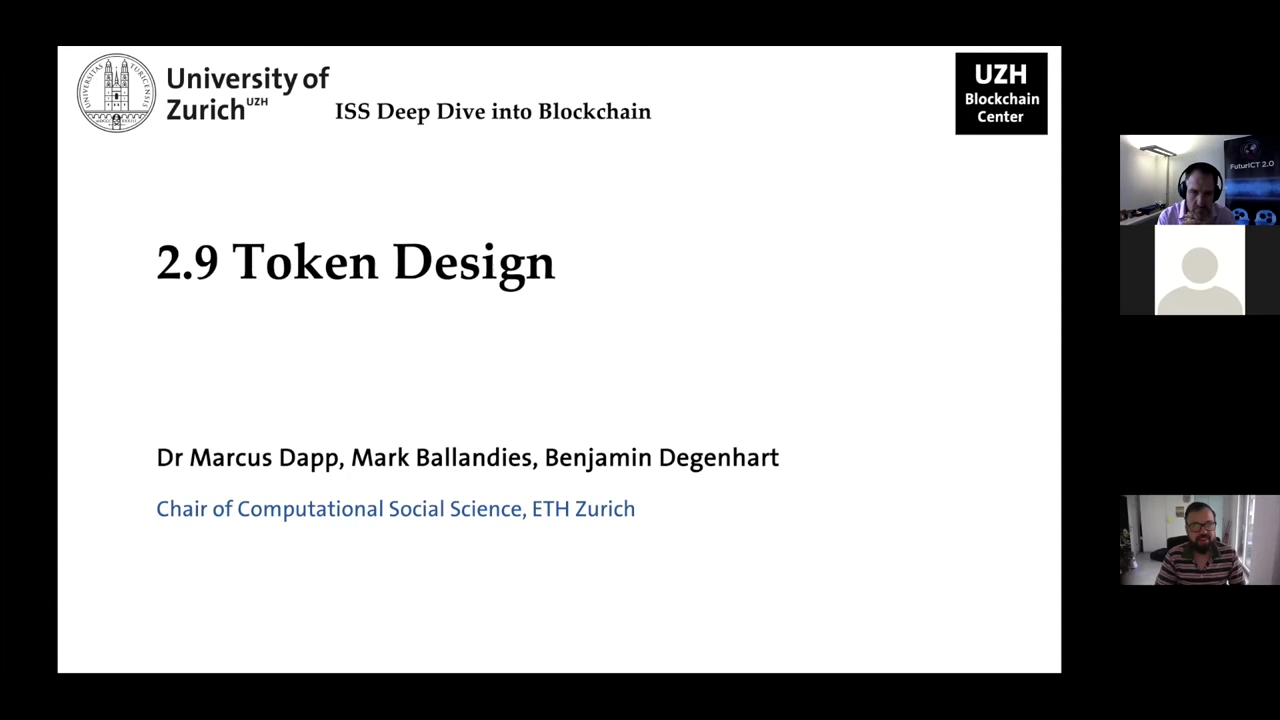 University of
Zurich UZH
ISS Deep Dive into Blockchain
UZH
Blockchain
Center
2.9 Token Design
Dr Marcus Dapp, Mark Ballandies, Benjamin Degenhart
Chair of Computational Social Science, ETH Zurich
FuturICT 2.0